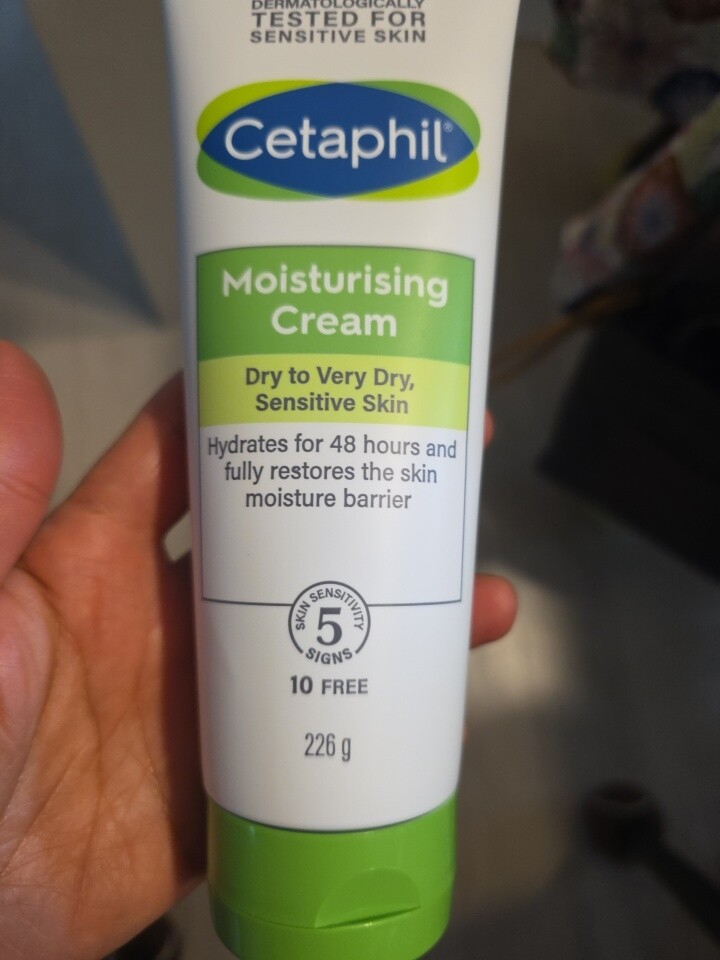 DERMATOLOGICALLY
TESTED FOR
SENSITIVE SKIN
Cetaphil®
Moisturising
Cream
Dry to Very Dry,
Sensitive Skin
Hydrates for 48 hours and
fully restores the skin
moisture barrier
SKIN SENSITIVITY
5
SIGNS
10 FREE
226 g